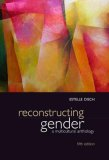 ESTELLE DISCH
reconstructing
gender
a multicultural anthology
fifth edition